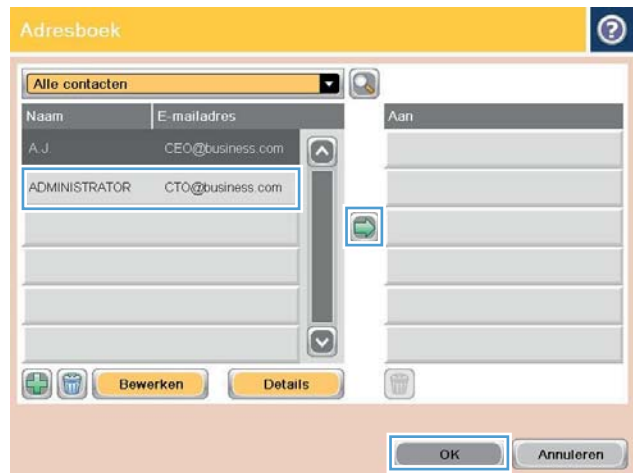 Adresboek
?
Alle contacten
Naam E-mailadres Aan
A.J. CEO@business.com
ADMINISTRATOR CTO@business.com
Bewerken Details
OK Annuleren